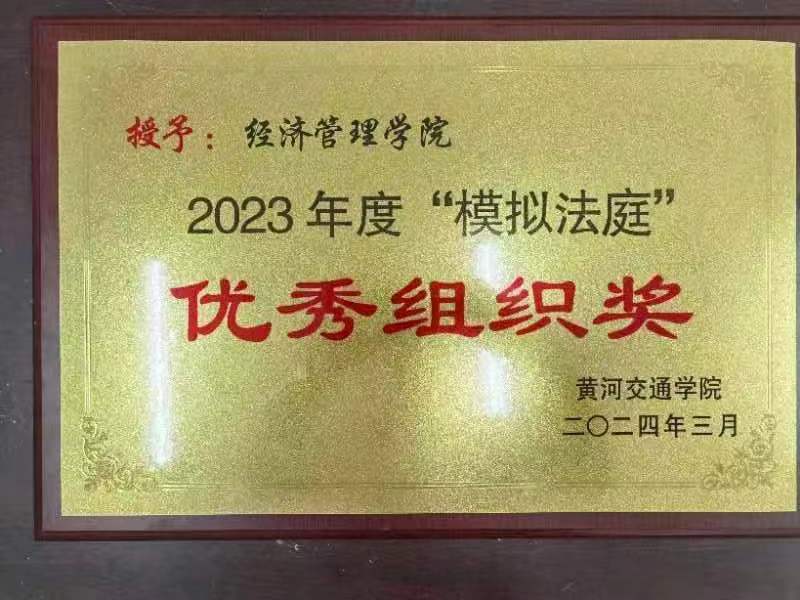 授予：经济管理学院
2023年度“模拟法庭”
优秀组织奖
黄河交通学院
二〇二四年三月